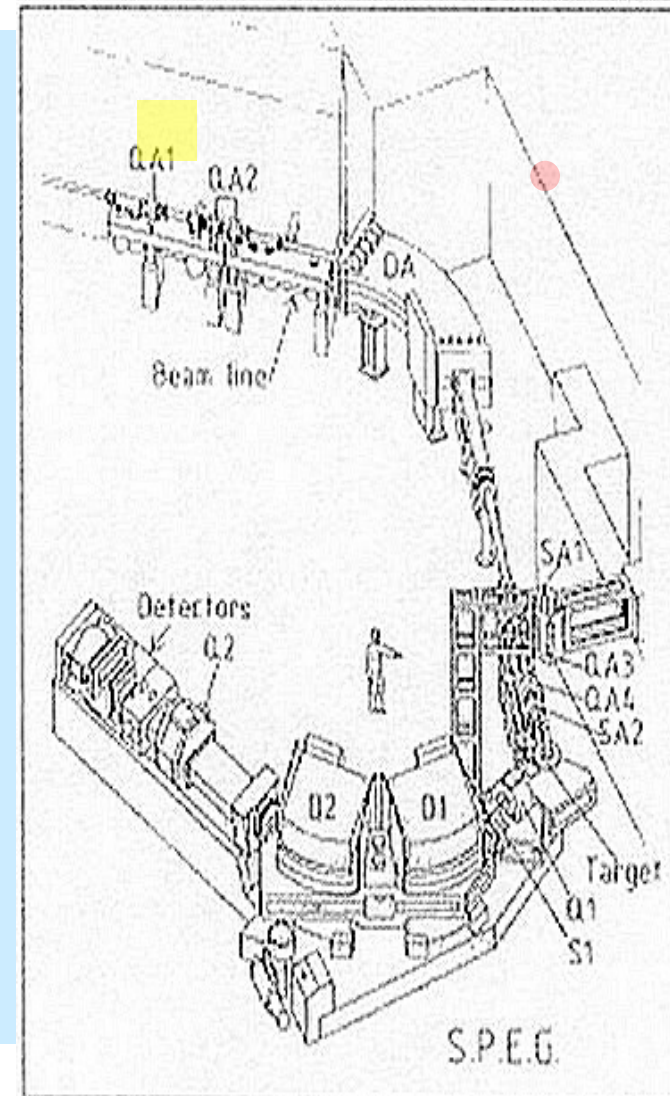 QA1
QA2
DA
Beam line
SA1
Detectors
Q2
QA3
QA4
SA2
D2
D1
Target
Q1
S1
S.P.E.G.